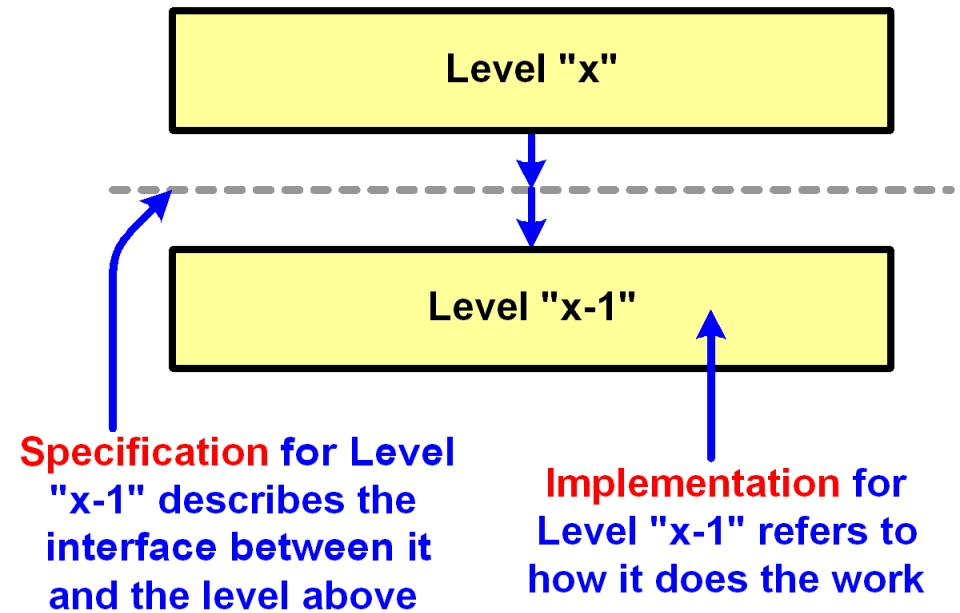 Level "x"
Level "x-1"
Specification for Level
"x-1" describes the
interface between it
and the level above
Implementation for
Level "x-1" refers to
how it does the work